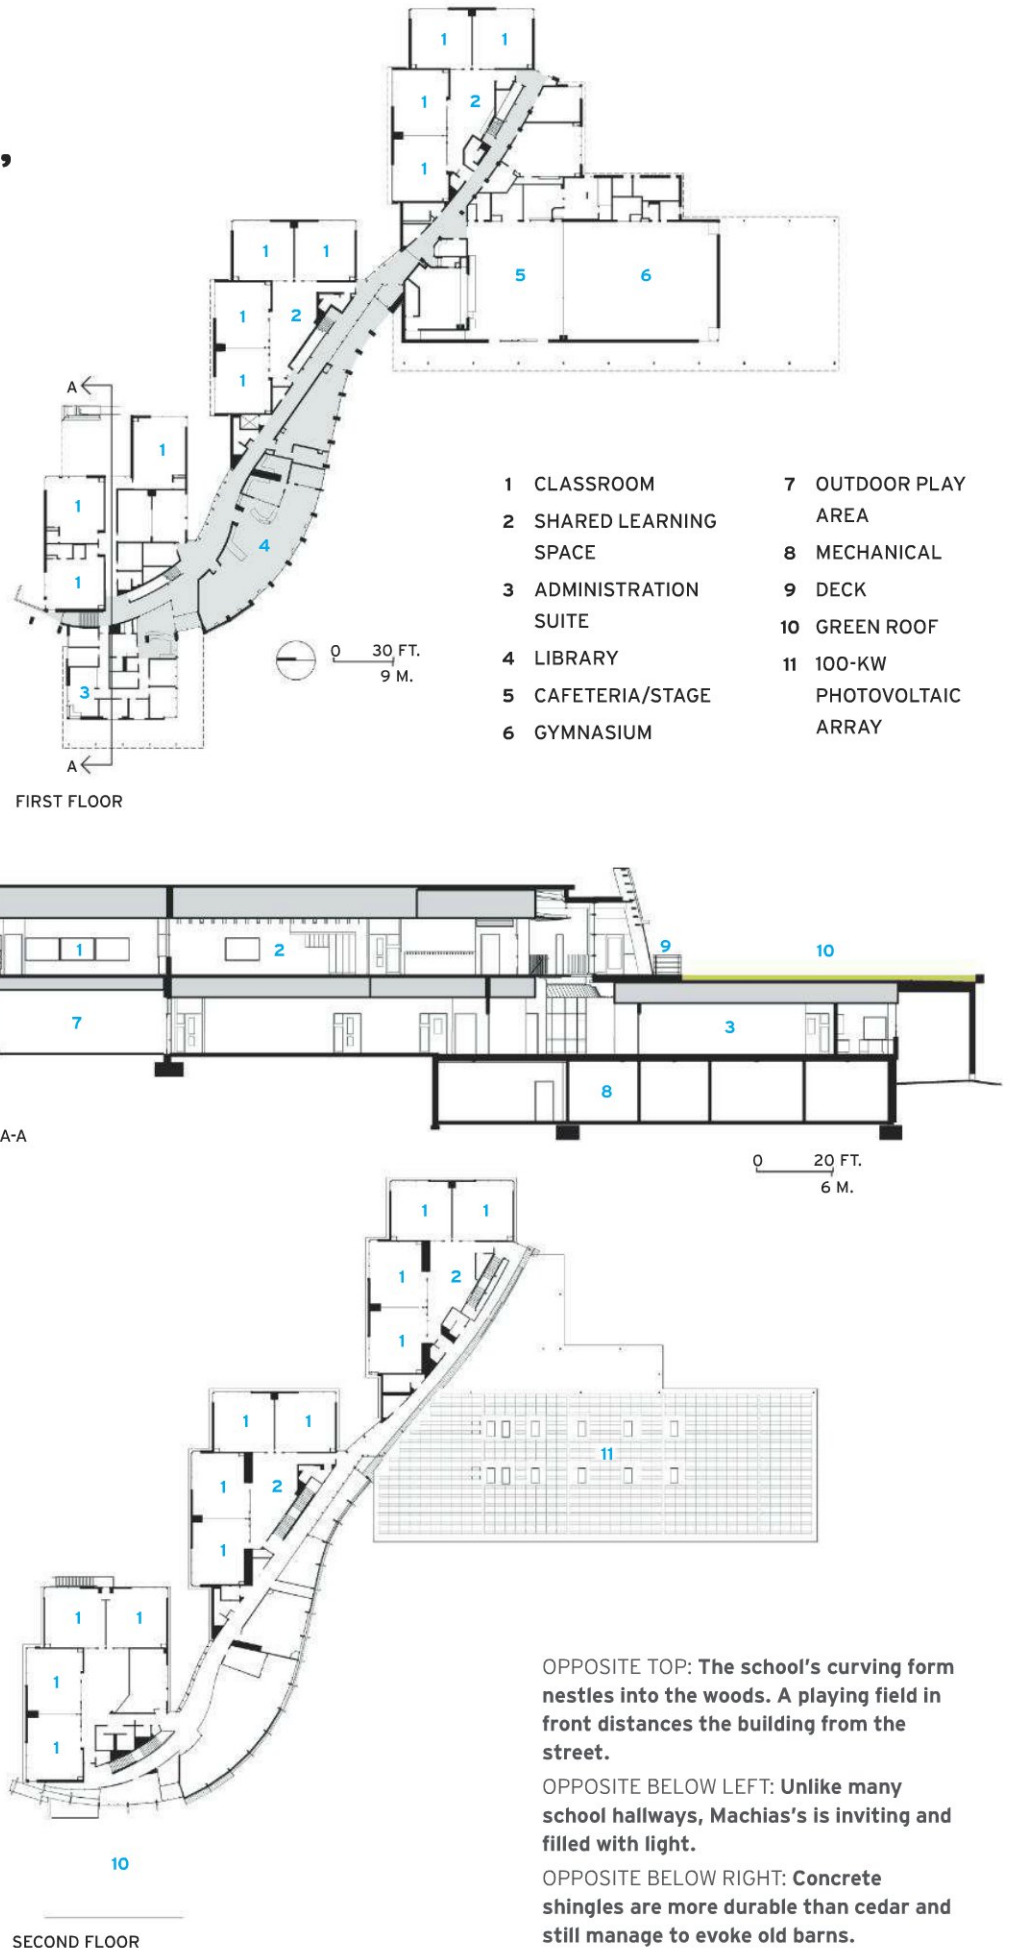 ,
1 1
1 2
1
1 1
5 6
1 2
1
A
1
1
4
1
0 30 FT.
9 M.
3
A
FIRST FLOOR
1 CLASSROOM
2 SHARED LEARNING
SPACE
3 ADMINISTRATION
SUITE
4 LIBRARY
5 CAFETERIA/STAGE
6 GYMNASIUM
7 OUTDOOR PLAY
AREA
8 MECHANICAL
9 DECK
10 GREEN ROOF
11 100-KW
PHOTOVOLTAIC
ARRAY
1 2 9 10
7 3
8
A-A
0 20 FT.
6 M.
1 1
1 2
1
1 1
11
1 2
1
1 1
1
1
10
SECOND FLOOR
OPPOSITE TOP: The school's curving form
nestles into the woods. A playing field in
front distances the building from the
street.
OPPOSITE BELOW LEFT: Unlike many
school hallways, Machias's is inviting and
filled with light.
OPPOSITE BELOW RIGHT: Concrete
shingles are more durable than cedar and
still manage to evoke old barns.